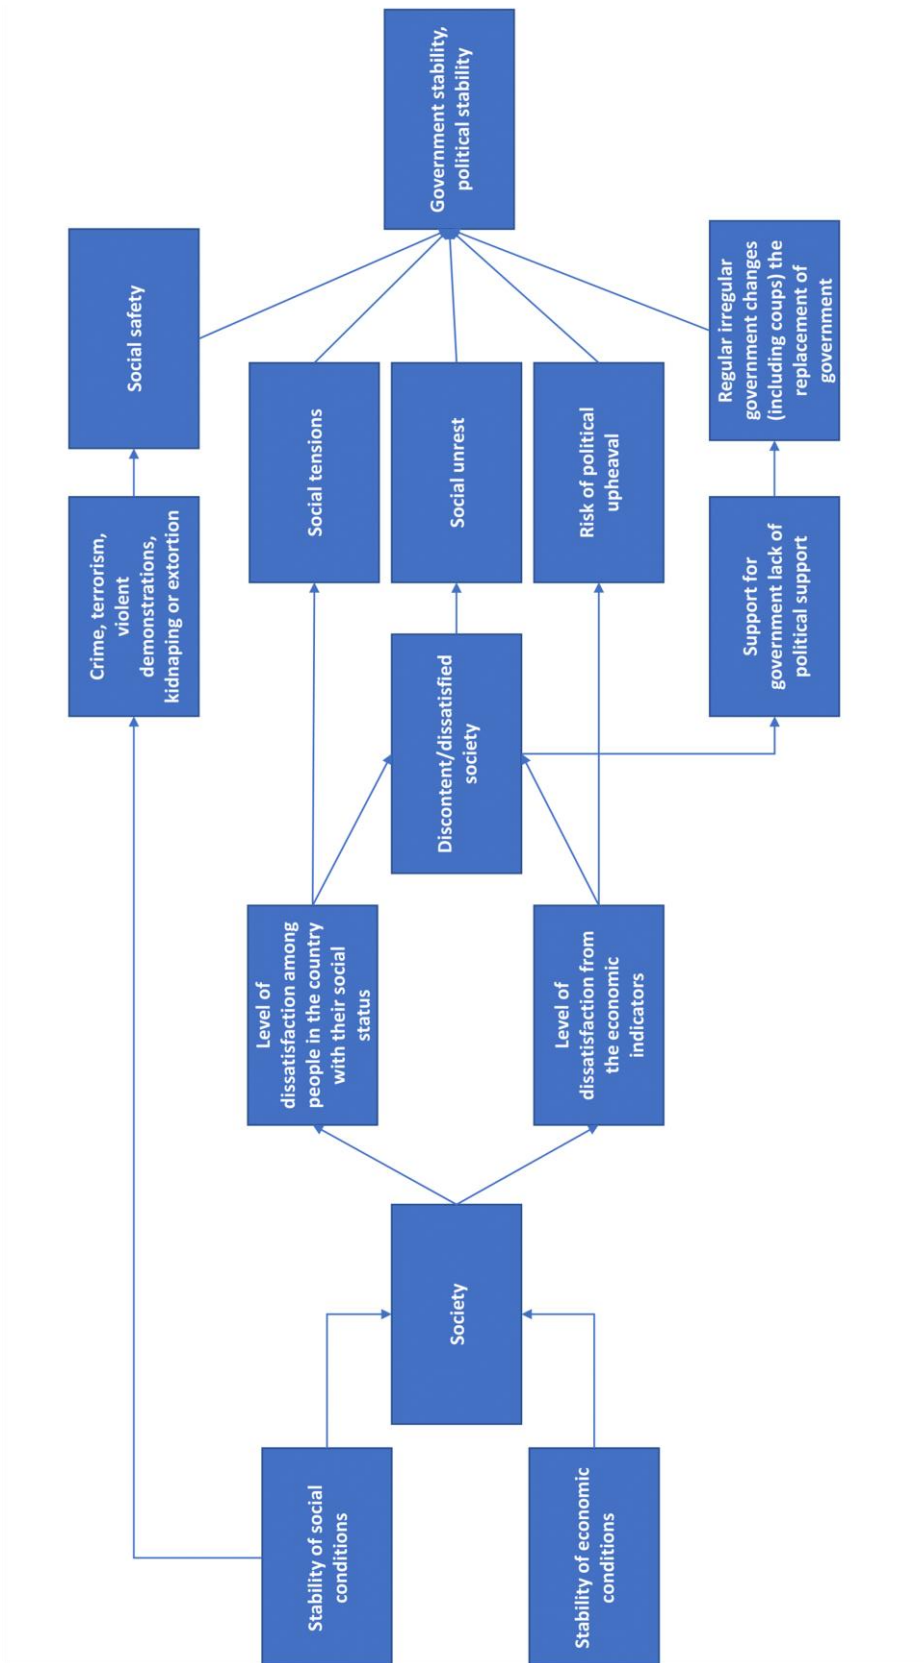 Stability of social
conditions
Stability of economic
conditions
Society
Level of
dissatisfaction among
people in the country
with their social
status
Level of
dissatisfaction from
the economic
indicators
Discontent/dissatisfied
society
Crime, terrorism,
violent
demonstrations,
kidnaping or extortion
Social tensions
Social unrest
Risk of political
upheaval
Support for
government lack of
political support
Social safety
Regular irregular
government changes
(including coups) the
replacement of
government
Government stability,
political stability